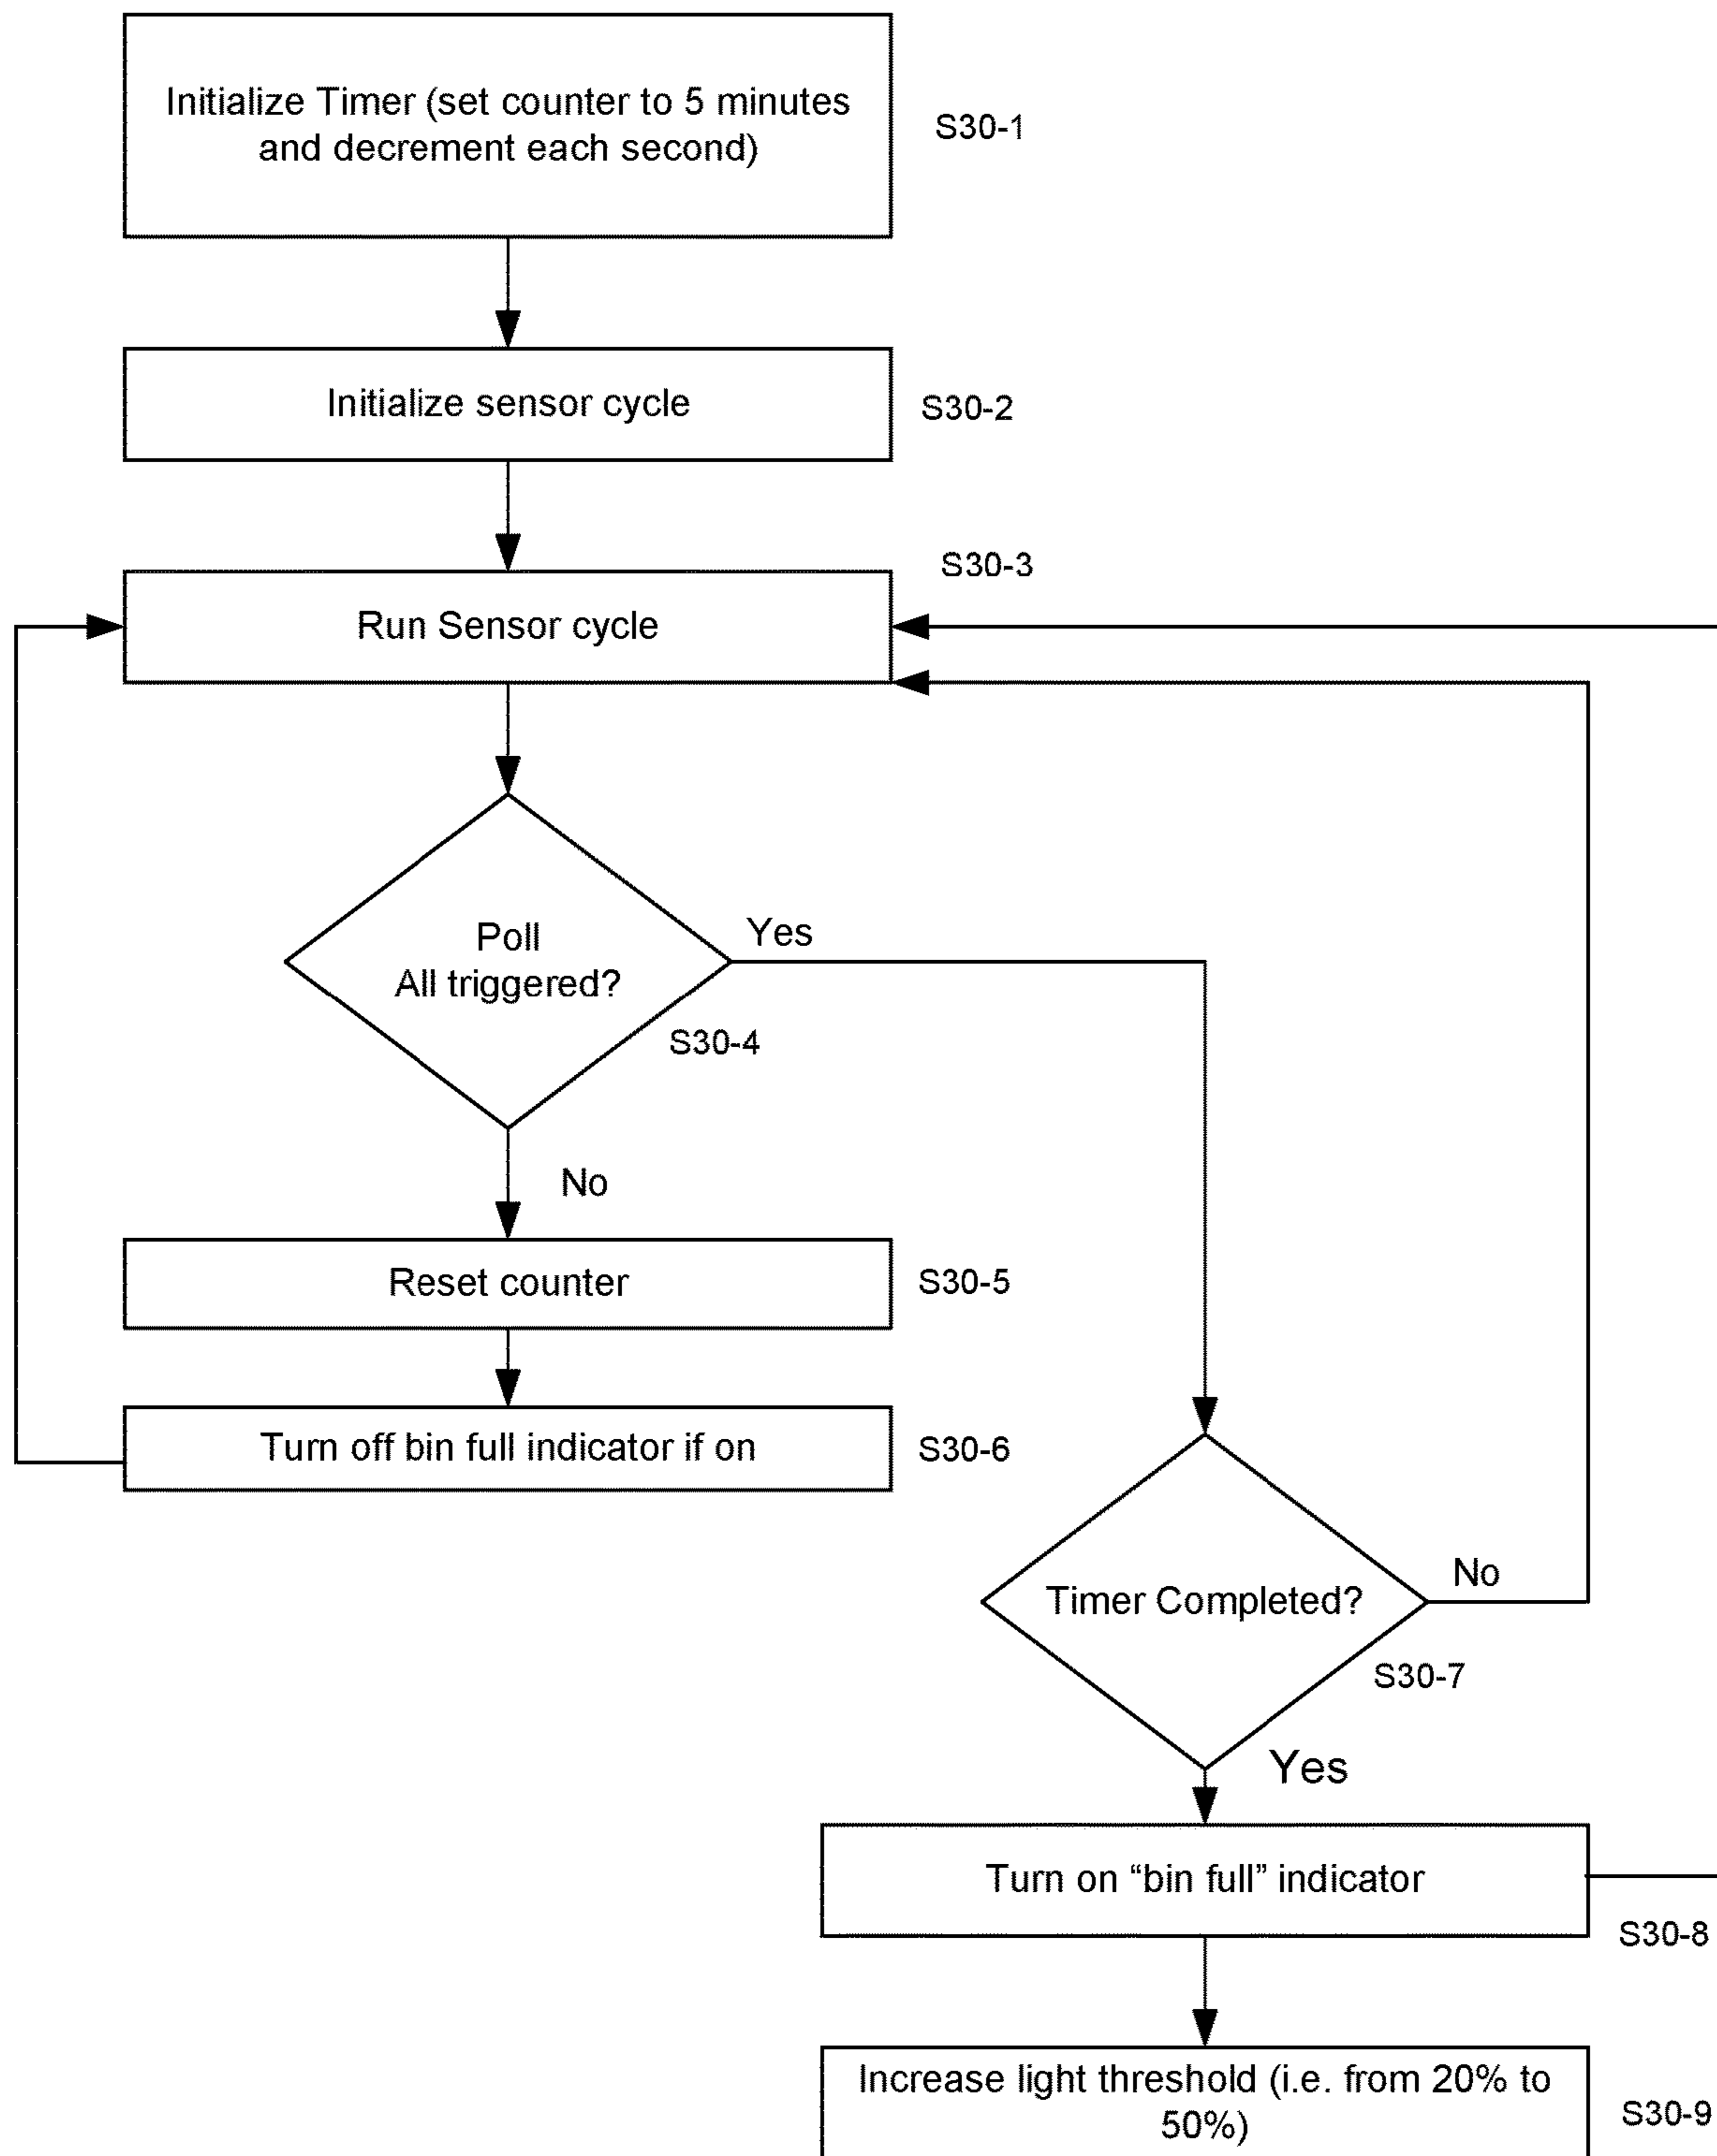 Initialize Timer (set counter to 5 minutes
and decrement each second)
S30-1
Initialize sensor cycle
S30-2
S30-3
Run Sensor cycle
Poll
All triggered?
Yes
S30-4
No
Reset counter
S30-5
Turn off bin full indicator if on
S30-6
Timer Completed?
No
S30-7
Yes
Turn on “bin full” indicator
S30-8
Increase light threshold (i.e. from 20% to
50%)
S30-9